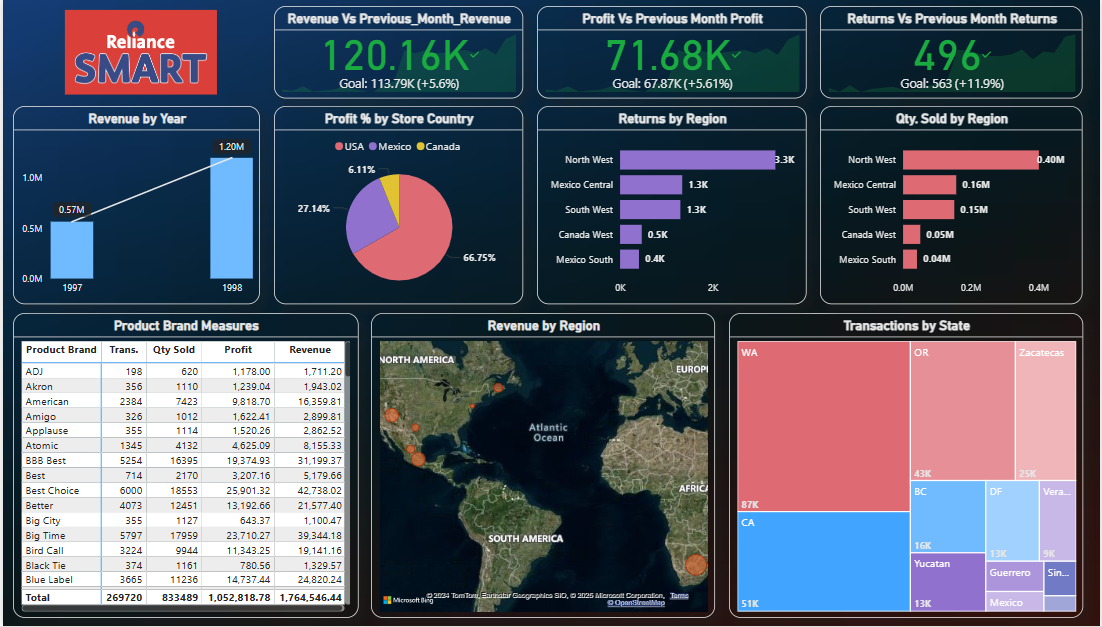 Reliance
SMART
Revenue Vs Previous_Month_Revenue
120.16K
Goal: 113.79K (+5.6%)
Profit Vs Previous Month Profit
71.68K
Goal: 67.87K (+5.61%)
Returns Vs Previous Month Returns
496
Goal: 563 (+11.9%)
Revenue by Year
1.20M
1.0M
0.57M
0.5M
0.0M
1997 1998
Profit % by Store Country
USA Mexico Canada
6.11%
27.14%
66.75%
Returns by Region
North West 3.3K
Mexico Central 1.3K
South West 1.3K
Canada West 0.5K
Mexico South 0.4K
0K 2K
Qty. Sold by Region
North West 0.40M
Mexico Central 0.16M
South West 0.15M
Canada West 0.05M
Mexico South 0.04M
0.0M 0.2M 0.4M
Product Brand Measures
Product Brand Trans. Qty Sold Profit Revenue
ADJ 198 620 1,178.00 1,711.20
Akron 356 1110 1,239.04 1,943.02
American 2384 7423 9,818.70 16,359.81
Amigo 326 1012 1,622.41 2,899.81
Applause 355 1114 1,520.26 2,862.52
Atomic 1345 4132 4,625.09 8,155.33
BBB Best 5254 16395 19,374.93 31,199.37
Best 714 2170 3,207.16 5,179.66
Best Choice 6000 18553 25,901.32 42,738.02
Better 4073 12451 13,192.66 21,577.40
Big City 355 1127 643.37 1,100.47
Big Time 5797 17959 23,710.27 39,344.18
Bird Call 3224 9944 11,343.25 19,141.16
Black Tie 374 1161 780.56 1,329.57
Blue Label 3665 11236 14,737.44 24,820.24
Total 269720 833489 1,052,818.78 1,764,546.44
Revenue by Region
NORTH AMERICA
EUROPE
Atlantic
Ocean
AFRICA
SOUTH AMERICA
Microsoft Bing
© 2024 TomTom, Earthstar Geographics SIO, © 2025 Microsoft Corporation, Terms
© OpenStreetMap
Transactions by State
WA
87K
CA
51K
OR
43K
Zacatecas
25K
BC
16K
DF
13K
Vera...
9K
Yucatan
13K
Guerrero
Sin...
Mexico